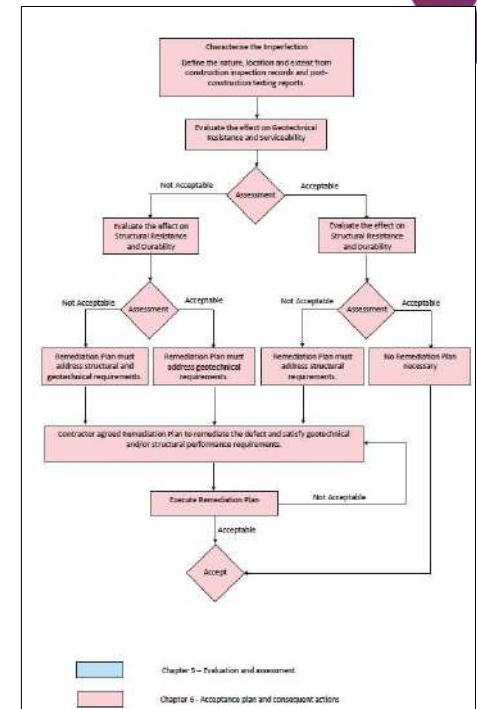 Characterise the Imperfection
Define the nature, location and extent from
construction inspection records and post-
construction testing reports.
Evaluate the effect on Geotechnical
Resistance and Serviceability
Not Acceptable
Assessment
Acceptable
Evaluate the effect on
Structural Resistance
and Durability
Evaluate the effect on
Structural Resistance
and Durability
Not Acceptable
Assessment
Acceptable
Not Acceptable
Assessment
Acceptable
Remediation Plan must
address structural and
geotechnical requirements.
Remediation Plan must
address geotechnical
requirements.
Remediation Plan must
address structural
requirements.
No Remediation Plan
necessary
Contractor agreed Remediation Plan to remediate the defect and satisfy geotechnical
and/or structural performance requirements.
Execute Remediation Plan
Not Acceptable
Acceptable
Accept
Chapter 5 – Evaluation and assessment
Chapter 6 - Acceptance plan and consequent actions